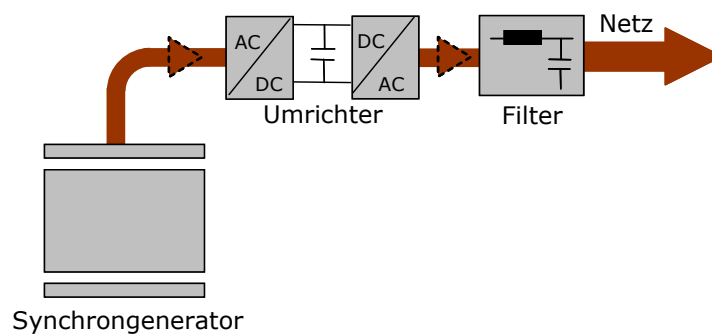 Netz
AC
DC
DC
AC
Umrichter
Filter
Synchrongenerator